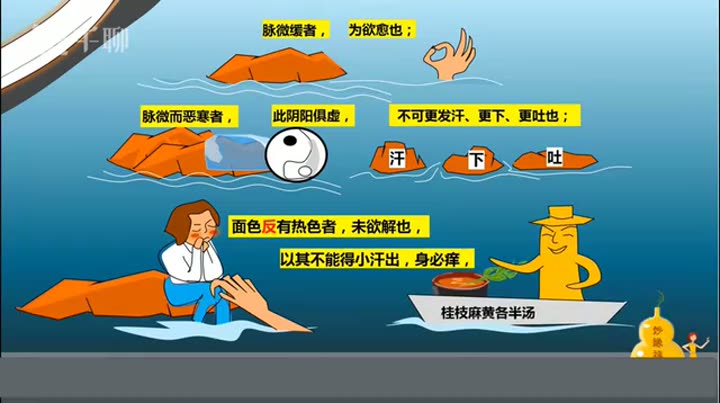 千聊
脉微缓者， 为欲愈也；
脉微而恶寒者， 此阴阳俱虚， 不可更发汗、更下、更吐也；
汗 下 吐
面色反有热色者，未欲解也，
以其不能得小汗出，身必痒，
桂枝麻黄各半汤